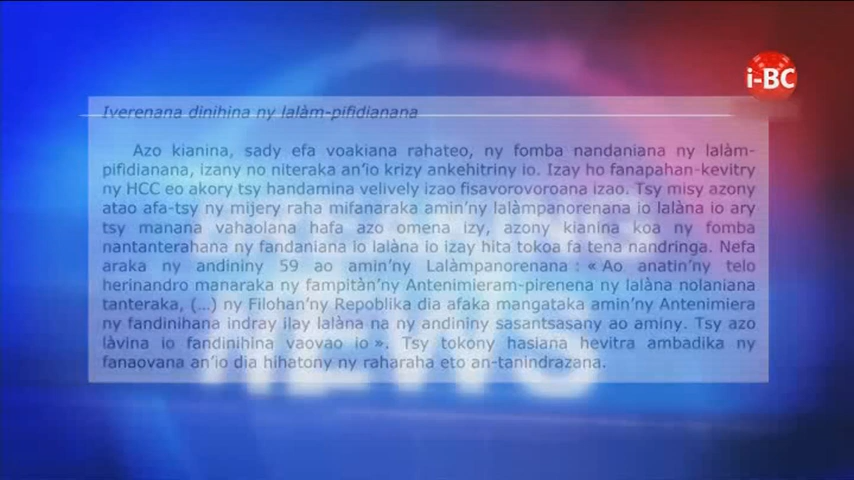 i-BC
Iverenana dinihina ny lalàm-pifidianana
Azo kianina, sady efa voakiana rahateo, ny fomba nandaniana ny lalàm-
pifidianana, izany no niteraka an'io krizy ankehitriny io. Izay ho fanapahan-kevitry
ny HCC eo akory tsy handamina velively izao fisavorovoroana izao. Tsy misy azony
atao afa-tsy ny mijery raha mifanaraka amin'ny lalàmpanorenana io lalàna io ary
tsy manana vahaolana hafa azo omena izy, azony kianina koa ny fomba
nantanterahana ny fandaniana io lalàna io izay hita tokoa fa tena nandringa. Nefa
araka ny andininy 59 ao amin'ny Lalàmpanorenana : « Ao anatin'ny telo
herinandro manaraka ny fampitàn'ny Antenimieram-pirenena ny lalàna nolaniana
tanteraka, (…) ny Filohan'ny Repoblika dia afaka mangataka amin'ny Antenimiera
ny fandinihana indray ilay lalàna na ny andininy sasantsasany ao aminy. Tsy azo
làvina io fandinihina vaovao io ». Tsy tokony hasiana hevitra ambadika ny
fanaovana an'io dia hihatony ny raharaha eto an-tanindrazana.
NEWS